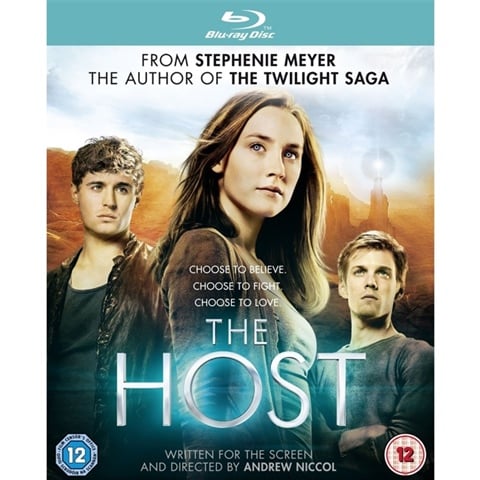 Blu-ray Disc
™
FROM STEPHENIE MEYER
THE AUTHOR OF THE TWILIGHT SAGA
CHOOSE TO BELIEVE.
CHOOSE TO FIGHT.
CHOOSE TO LOVE.
THE
HOST
12
12
WRITTEN FOR THE SCREEN
AND DIRECTED BY ANDREW NICCOL